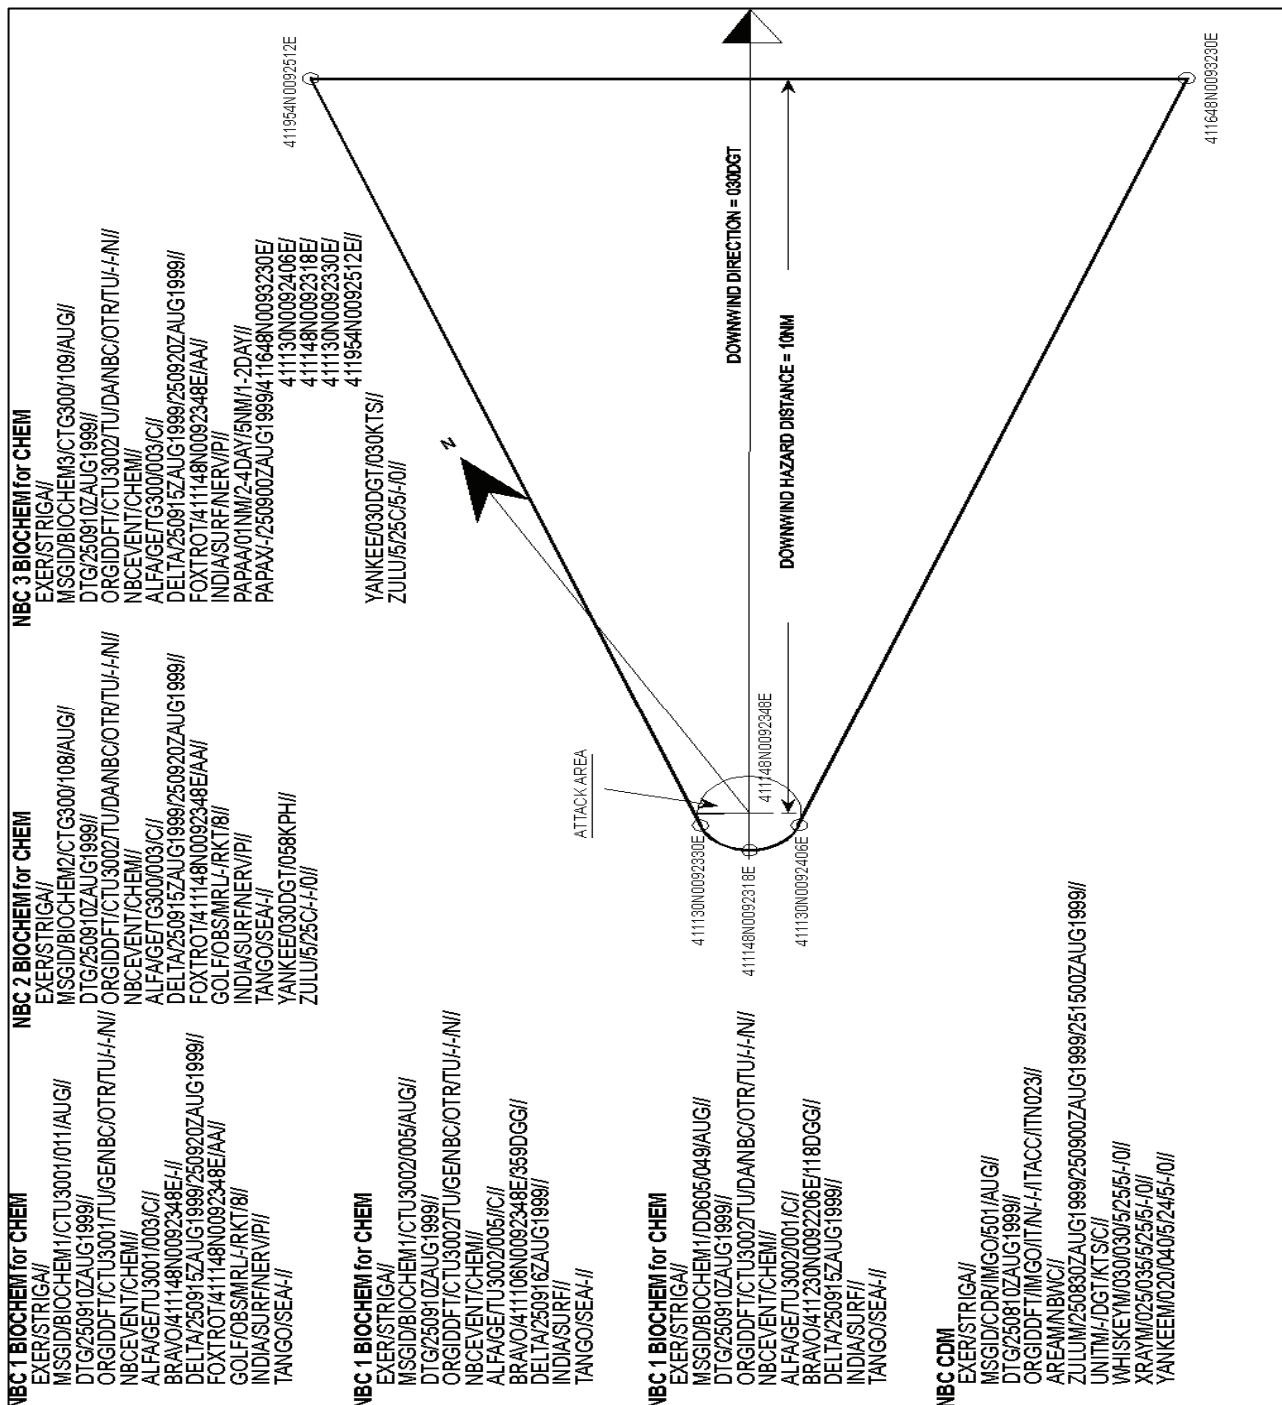 NBC 1 BIOCHEM for CHEM
EXER/STRIGA//
MSGID/BIOCHEM1/CTU3001/011/AUG//
DTG/250910ZAUG1999//
ORGIDDFT/CTU3001/TU/GE/NBC/OTR/TU/-/-/N//
NBCEVENT/CHEM//
ALFA/GE/TU3001/003/C//
BRAVO/411148N0092348E/-//
DELTA/250915ZAUG1999/250920ZAUG1999//
FOXTROT/411148N0092348E/AA//
GOLF/OBS/MRL/-/RKT/8//
INDIA/SURF/NERV/P//
TANGO/SEA/-//
NBC 1 BIOCHEM for CHEM
EXER/STRIGA//
MSGID/BIOCHEM1/CTU3002/005/AUG//
DTG/250910ZAUG1999//
ORGIDDFT/CTU3002/TU/GE/NBC/OTR/TU/-/-/N//
NBCEVENT/CHEM//
ALFA/GE/TU3002/005//C//
BRAVO/411106N0092348E/359DGG//
DELTA/250916ZAUG1999//
INDIA/SURF//
TANGO/SEA/-//
NBC 1 BIOCHEM for CHEM
EXER/STRIGA//
MSGID/BIOCHEM1/DD605/049/AUG//
DTG/250910ZAUG1999//
ORGIDDFT/CTU3002/TU/DA/NBC/OTR/TU/-/-/N//
NBCEVENT/CHEM//
ALFA/GE/TU3002/001/C//
BRAVO/411230N0092206E/118DGG//
DELTA/250915ZAUG1999//
INDIA/SURF//
TANGO/SEA/-//
NBC CDM
EXER/STRIGA//
MSGID/CDR/IMGO/501/AUG//
DTG/250810ZAUG1999//
ORGIDDFT/IMGO/IT/N/-/-/ITACC/ITN023//
AREAM/NBWC//
ZULUM/250830ZAUG1999/250900ZAUG1999/251500ZAUG1999//
UNITM/-/DGT/KTS/C//
WHISKEYM/030/030/5/25/5/-/0//
XRAYM/025/035/5/25/5/-/0//
YANKEEM/020/040/5/24/5/-/0//
NBC 2 BIOCHEM for CHEM
EXER/STRIGA//
MSGID/BIOCHEM2/CTG300/108/AUG//
DTG/250910ZAUG1999//
ORGIDDFT/CTU3002/TU/DA/NBC/OTR/TU/-/-/N//
NBCEVENT/CHEM//
ALFA/GE/TG300/003/C//
DELTA/250915ZAUG1999/250920ZAUG1999//
FOXTROT/411148N0092348E/AA//
GOLF/OBS/MRL/-/RKT/8//
INDIA/SURF/NERV/P//
TANGO/SEA/-//
YANKEE/030DGT/058KPH//
ZULU/5/25C/-/-/0//
NBC 3 BIOCHEM for CHEM
EXER/STRIGA//
MSGID/BIOCHEM3/CTG300/109/AUG//
DTG/250910ZAUG1999//
ORGIDDFT/CTU3002/TU/DA/NBC/OTR/TU/-/-/N//
NBCEVENT/CHEM//
ALFA/GE/TG300/003/C//
DELTA/250915ZAUG1999/250920ZAUG1999//
FOXTROT/411148N0092348E/AA//
INDIA/SURF/NERV/P//
PAPAA/01NM/2-4DAY/5NM/1-2DAY//
PAPAX/-/250900ZAUG1999/411648N0093230E/
411130N0092406E/
411148N0092318E/
411130N0092330E/
411954N0092512E//
YANKEE/030DGT/030KTS//
ZULU/5/25C/5/-/0//
411954N0092512E
N
ATTACK AREA
411130N0092330E
411148N0092318E
411148N0092348E
411130N0092406E
DOWNWIND DIRECTION = 030DGT
DOWNWIND HAZARD DISTANCE = 10NM
411648N0093230E